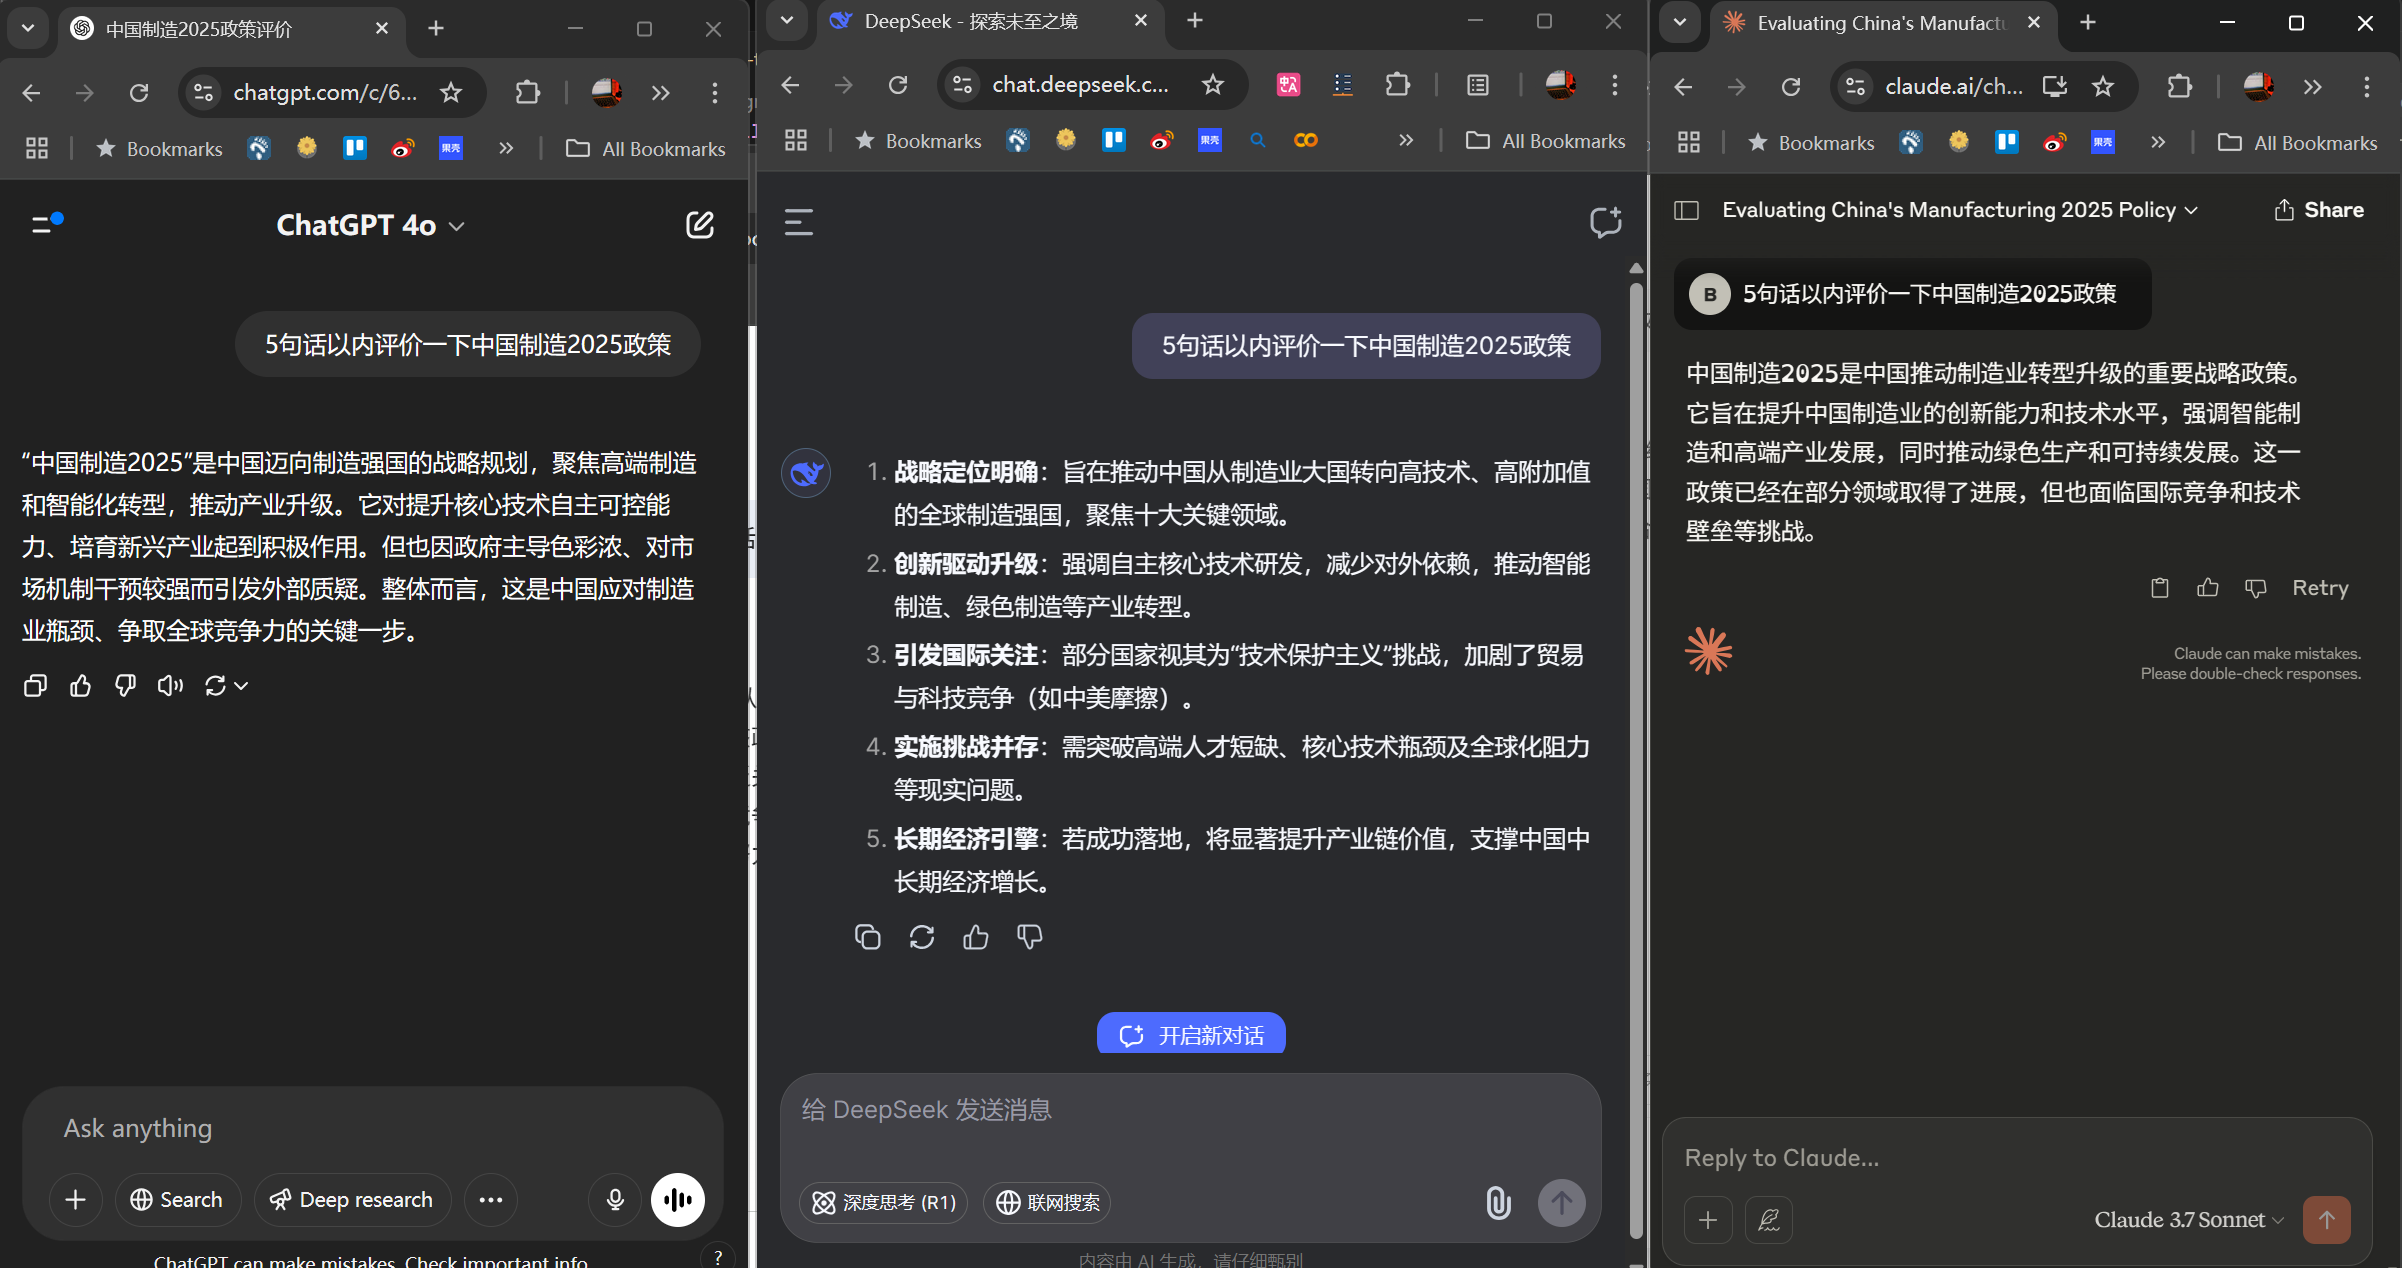 中国制造2025政策评价
chatgpt.com/c/6...
Bookmarks
果壳
All Bookmarks
ChatGPT 4o
5句话以内评价一下中国制造2025政策
“中国制造2025”是中国迈向制造强国的战略规划，聚焦高端制造
和智能化转型，推动产业升级。它对提升核心技术自主可控能
力、培育新兴产业起到积极作用。但也因政府主导色彩浓、对市
场机制干预较强而引发外部质疑。整体而言，这是中国应对制造
业瓶颈、争取全球竞争力的关键一步。
Ask anything
Search
Deep research
ChatGPT can make mistakes. Check important info.
?
DeepSeek - 探索未至之境
chat.deepseek.c...
Bookmarks
果壳
All Bookmarks
5句话以内评价一下中国制造2025政策
1. 战略定位明确：旨在推动中国从制造业大国转向高技术、高附加值
的全球制造强国，聚焦十大关键领域。
2. 创新驱动升级：强调自主核心技术研发，减少对外依赖，推动智能
制造、绿色制造等产业转型。
3. 引发国际关注：部分国家视其为“技术保护主义”挑战，加剧了贸易
与科技竞争（如中美摩擦）。
4. 实施挑战并存：需突破高端人才短缺、核心技术瓶颈及全球化阻力
等现实问题。
5. 长期经济引擎：若成功落地，将显著提升产业链价值，支撑中国中
长期经济增长。
开启新对话
给 DeepSeek 发送消息
深度思考 (R1)
联网搜索
内容由 AI 生成，请仔细甄别
Evaluating China's Manufactu
claude.ai/ch...
Bookmarks
果壳
All Bookmarks
Evaluating China's Manufacturing 2025 Policy
Share
B
5句话以内评价一下中国制造2025政策
中国制造2025是中国推动制造业转型升级的重要战略政策。
它旨在提升中国制造业的创新能力和技术水平，强调智能制
造和高端产业发展，同时推动绿色生产和可持续发展。这一
政策已经在部分领域取得了进展，但也面临国际竞争和技术
壁垒等挑战。
Retry
Claude can make mistakes.
Please double-check responses.
Reply to Claude...
Claude 3.7 Sonnet